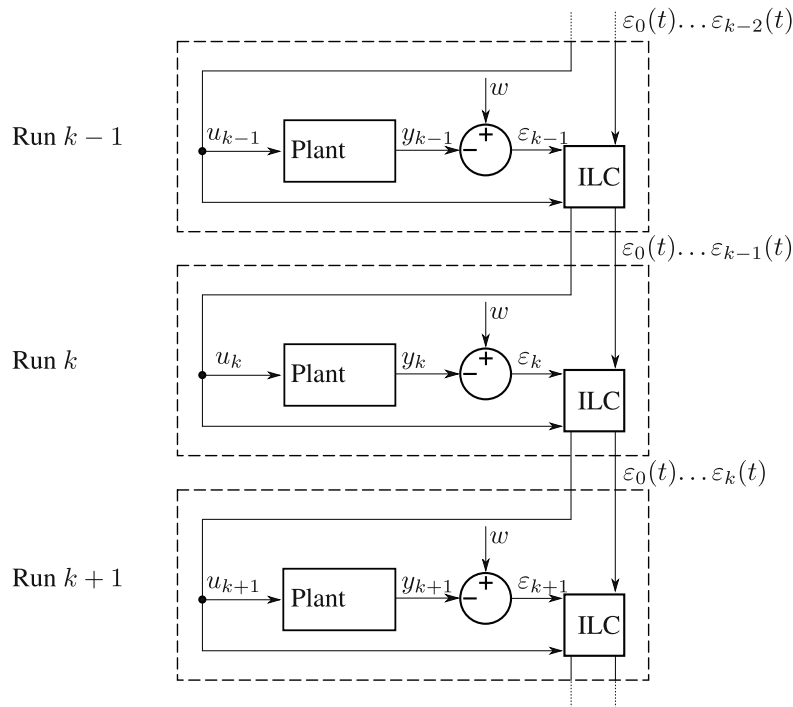 ε₀(t)…εₖ₋₂(t)
w
Run k − 1
uₖ₋₁
Plant
yₖ₋₁
+
−
εₖ₋₁
ILC
ε₀(t)…εₖ₋₁(t)
w
Run k
uₖ
Plant
yₖ
+
−
εₖ
ILC
ε₀(t)…εₖ(t)
w
Run k + 1
uₖ₊₁
Plant
yₖ₊₁
+
−
εₖ₊₁
ILC